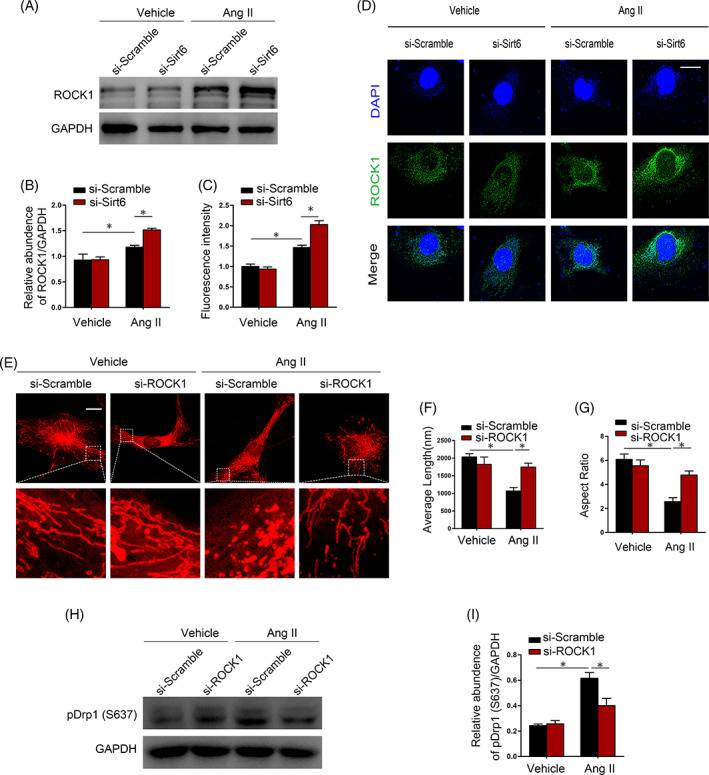 (A)
Vehicle Ang II
si-Scramble si-Sirt6 si-Scramble si-Sirt6
ROCK1
GAPDH
(B)
si-Scramble
si-Sirt6
Relative abundance
of ROCK1/GAPDH
2.0
1.5
1.0
0.5
0.0
* *
Vehicle Ang II
(C)
si-Scramble
si-Sirt6
Fluorescence intensity
2.5
2.0
1.5
1.0
0.5
0.0
* *
Vehicle Ang II
(D)
Vehicle Ang II
si-Scramble si-Sirt6 si-Scramble si-Sirt6
DAPI
ROCK1
Merge
(E)
Vehicle Ang II
si-Scramble si-ROCK1 si-Scramble si-ROCK1
(F)
si-Scramble
si-ROCK1
Average Length(nm)
2500
2000
1500
1000
500
0
* *
Vehicle Ang II
(G)
si-Scramble
si-ROCK1
Aspect Ratio
8
6
4
2
0
* *
Vehicle Ang II
(H)
Vehicle Ang II
si-Scramble si-ROCK1 si-Scramble si-ROCK1
pDrp1 (S637)
GAPDH
(I)
si-Scramble
si-ROCK1
Relative abundance
of pDrp1 (S637)/GAPDH
0.8
0.6
0.4
0.2
0.0
* *
Vehicle Ang II